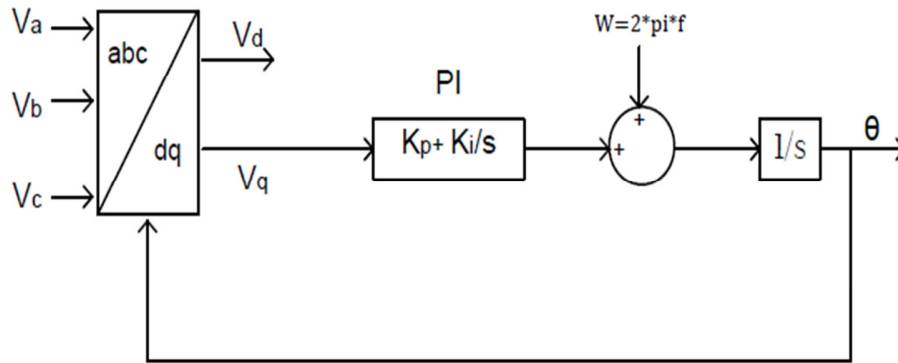 Va
Vb
Vc
abc
dq
Vd
Vq
PI
Kp+ Ki/s
W=2*pi*f
+
+
1/s
θ